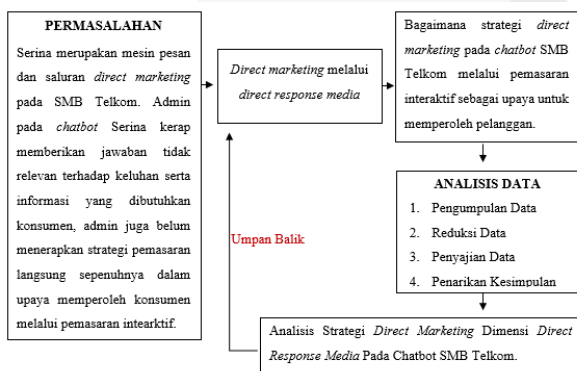 PERMASALAHAN
Serina merupakan mesin pesan
dan saluran direct marketing
pada SMB Telkom. Admin
pada chatbot Serina kerap
memberikan jawaban tidak
relevan terhadap keluhan serta
informasi yang dibutuhkan
konsumen, admin juga belum
menerapkan strategi pemasaran
langsung sepenuhnya dalam
upaya memperoleh konsumen
melalui pemasaran intearktif.
Direct marketing melalui
direct response media
Bagaimana strategi direct
marketing pada chatbot SMB
Telkom melalui pemasaran
interaktif sebagai upaya untuk
memperoleh pelanggan.
ANALISIS DATA
1. Pengumpulan Data
2. Reduksi Data
3. Penyajian Data
4. Penarikan Kesimpulan
Umpan Balik
Analisis Strategi Direct Marketing Dimensi Direct
Response Media Pada Chatbot SMB Telkom.